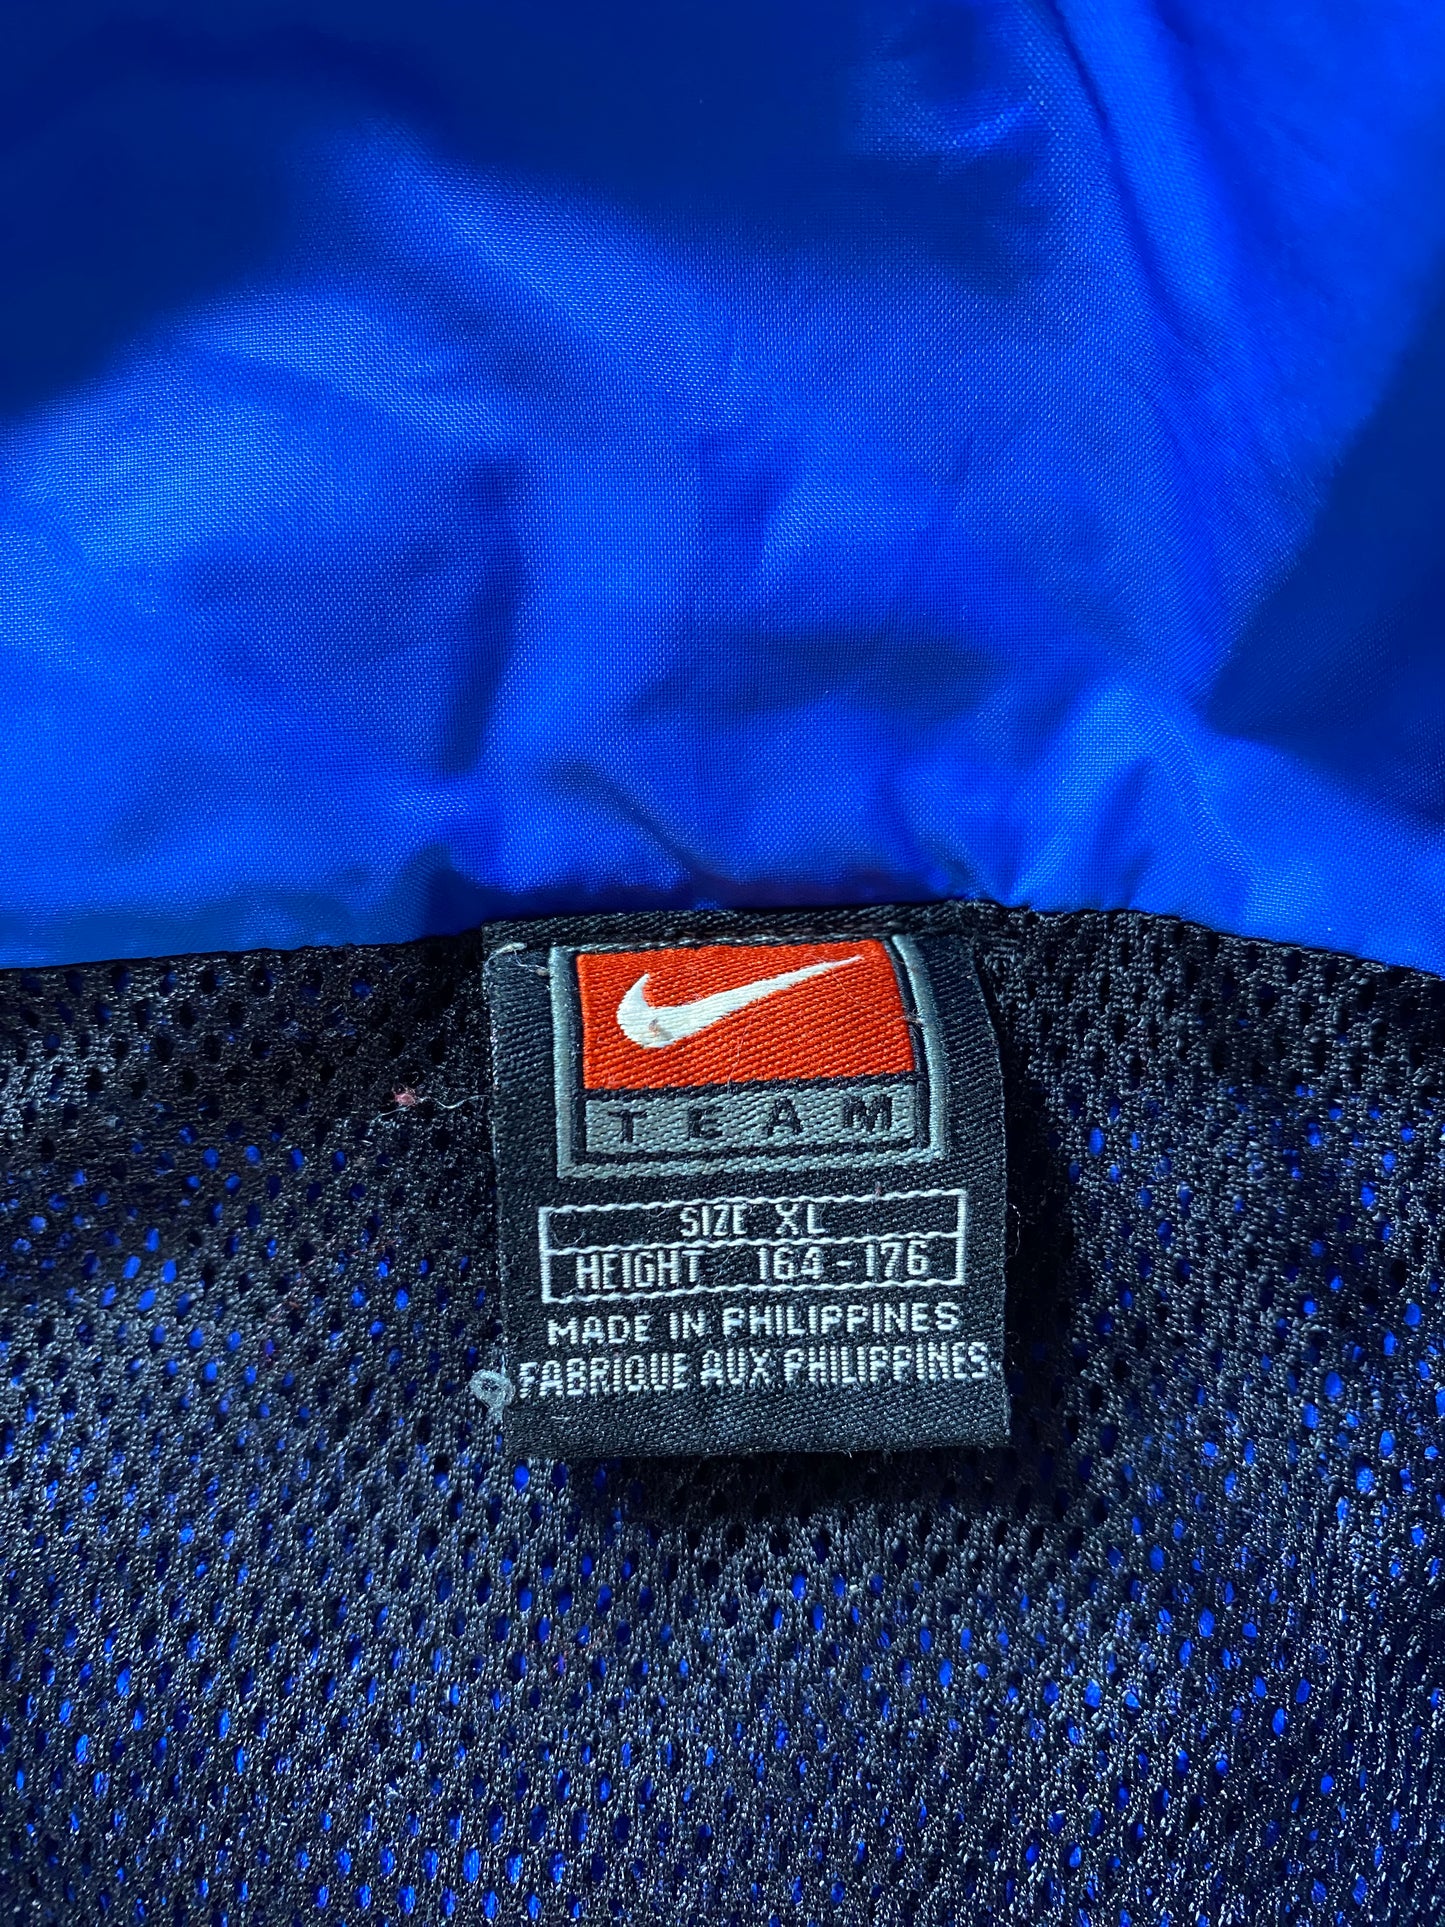 TEAM
SIZE XL
HEIGHT 164-176
MADE IN PHILIPPINES
FABRIQUE AUX PHILIPPINES